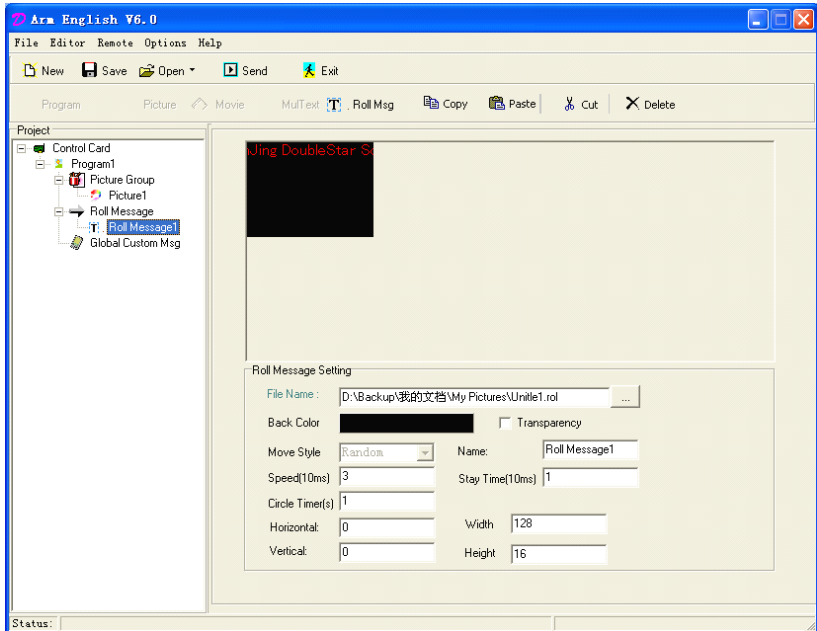 Arm English V6.0
File Editor Remote Options Help
New Save Open Send Exit
Program Picture Movie MulText T. Roll Msg Copy Paste Cut Delete
Project
Control Card
Program1
Picture Group
Picture1
Roll Message
T. Roll Message1
Global Custom Msg
Jing DoubleStar
Roll Message Setting
File Name : D:\Backup\我的文档\My Pictures\Unitle1.rol ...
Back Color Transparency
Move Style Random Name: Roll Message1
Speed(10ms) 3 Stay Time(10ms) 1
Circle Timer(s) 1
Horizontal: 0 Width 128
Vertical: 0 Height 16
Status: